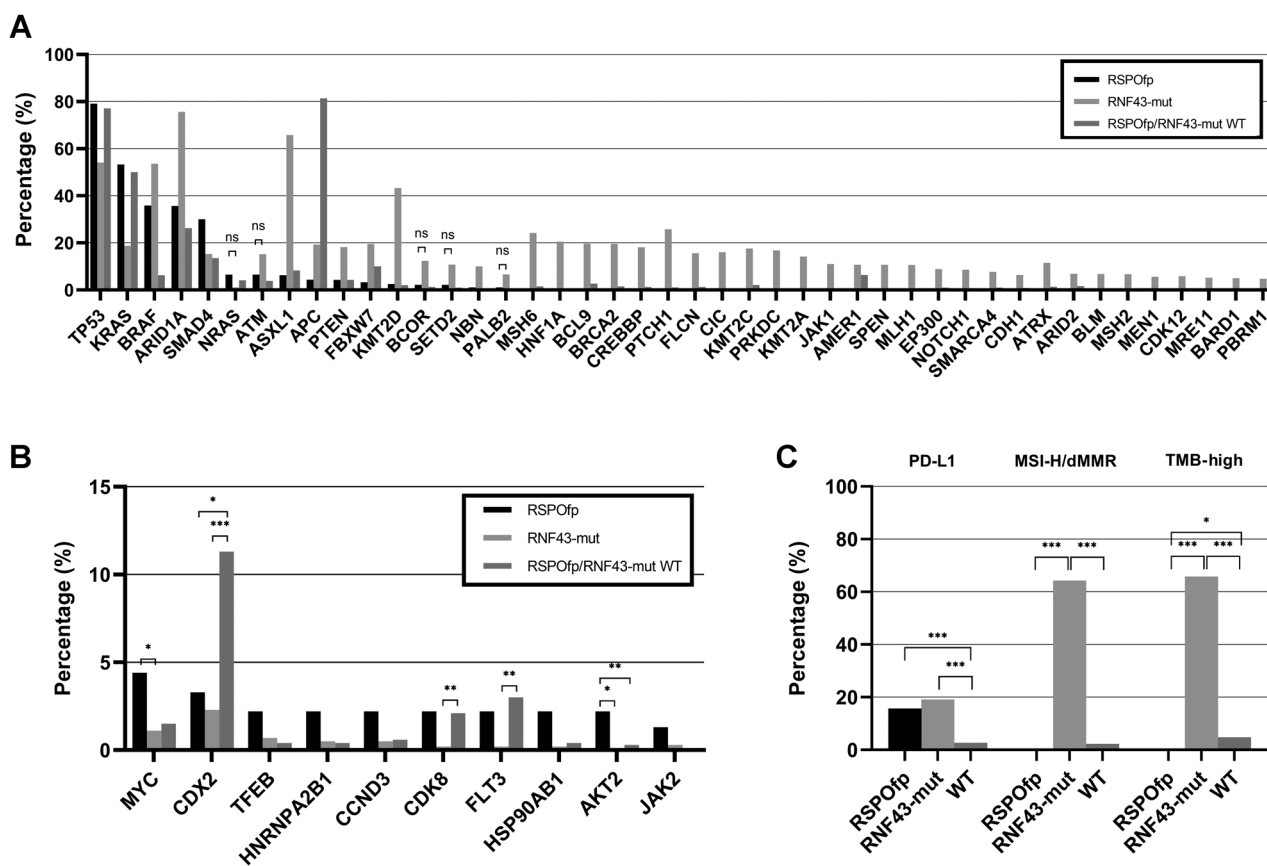 A
Percentage (%)
100
80
60
40
20
0
RSPOfp
RNF43-mut
RSPOfp/RNF43-mut WT
ns
ns
ns
ns
ns
TP53
KRAS
BRAF
ARID1A
SMAD4
NRAS
ATM
ASXL1
APC
PTEN
FBXW7
KMT2D
BCOR
SETD2
NBN
PALB2
MSH6
HNF1A
BCL9
BRCA2
CREBBP
PTCH1
FLCN
CIC
KMT2C
PRKDC
KMT2A
JAK1
AMER1
SPEN
MLH1
EP300
NOTCH1
SMARCA4
CDH1
ATRX
ARID2
BLM
MSH2
MEN1
CDK12
MRE11
BARD1
PBRM1
B
Percentage (%)
15
10
5
0
RSPOfp
RNF43-mut
RSPOfp/RNF43-mut WT
*
*
***
**
**
**
*
MYC
CDX2
TFEB
HNRNPA2B1
CCND3
CDK8
FLT3
HSP90AB1
AKT2
JAK2
C
PD-L1 MSI-H/dMMR TMB-high
Percentage (%)
100
80
60
40
20
0
***
***
*** ***
*
*** ***
RSPOfp
RNF43-mut
WT
RSPOfp
RNF43-mut
WT
RSPOfp
RNF43-mut
WT